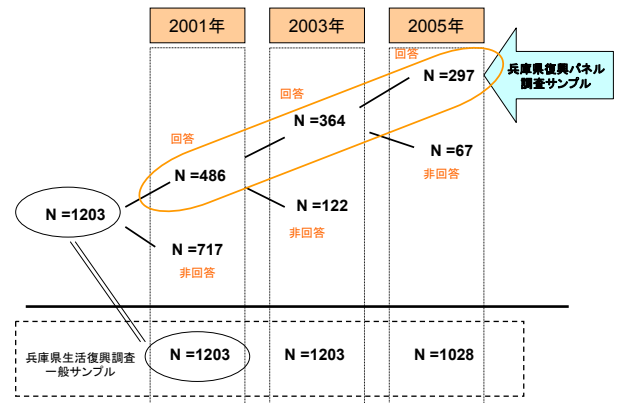 2001年
2003年
2005年
回答
N =297
兵庫県復興パネル
調査サンプル
回答
N =364
回答
N =67
非回答
N =486
N =122
非回答
N =1203
N =717
非回答
兵庫県生活復興調査
一般サンプル
N =1203
N =1203
N =1028